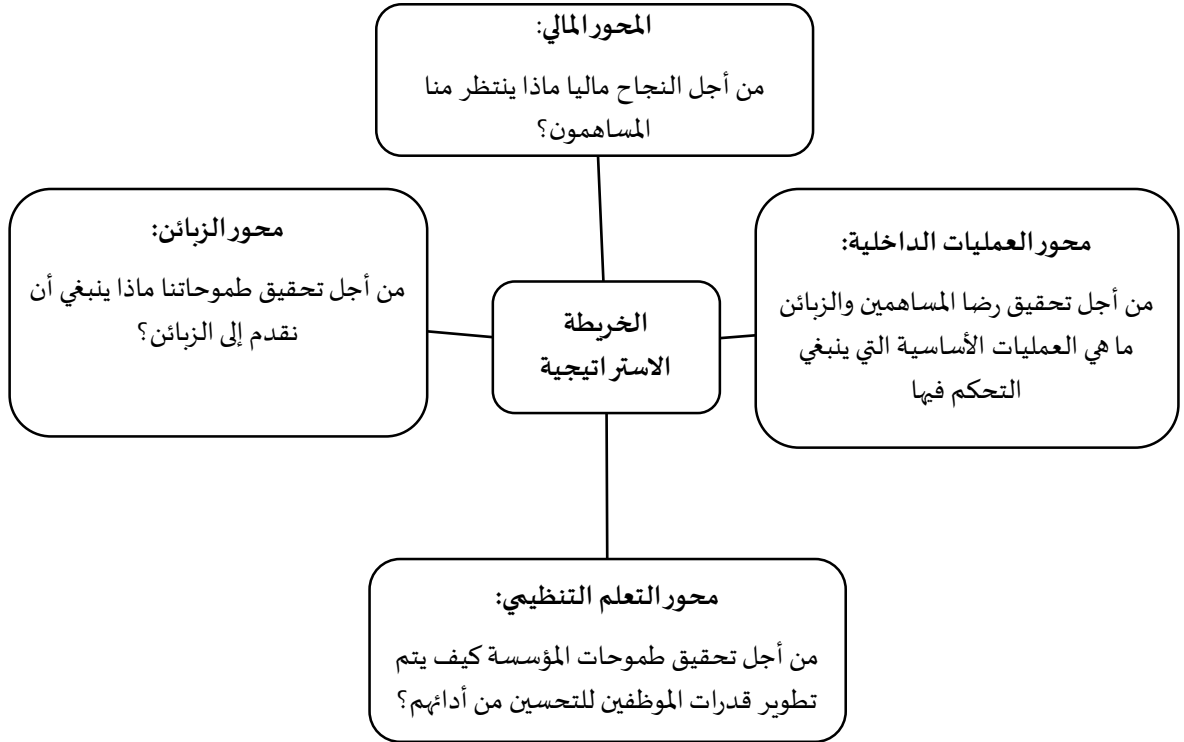 المحور المالي:
من أجل النجاح ماليا ماذا ينتظر منا
المساهمون؟
محور العمليات الداخلية:
من أجل تحقيق رضا المساهمين والزبائن
ما هي العمليات الأساسية التي ينبغي
التحكم فيها
الخريطة
الاستراتيجية
محور الزبائن:
من أجل تحقيق طموحاتنا ماذا ينبغي أن
نقدم إلى الزبائن؟
محور التعلم التنظيمي:
من أجل تحقيق طموحات المؤسسة كيف يتم
تطوير قدرات الموظفين للتحسين من أدائهم؟